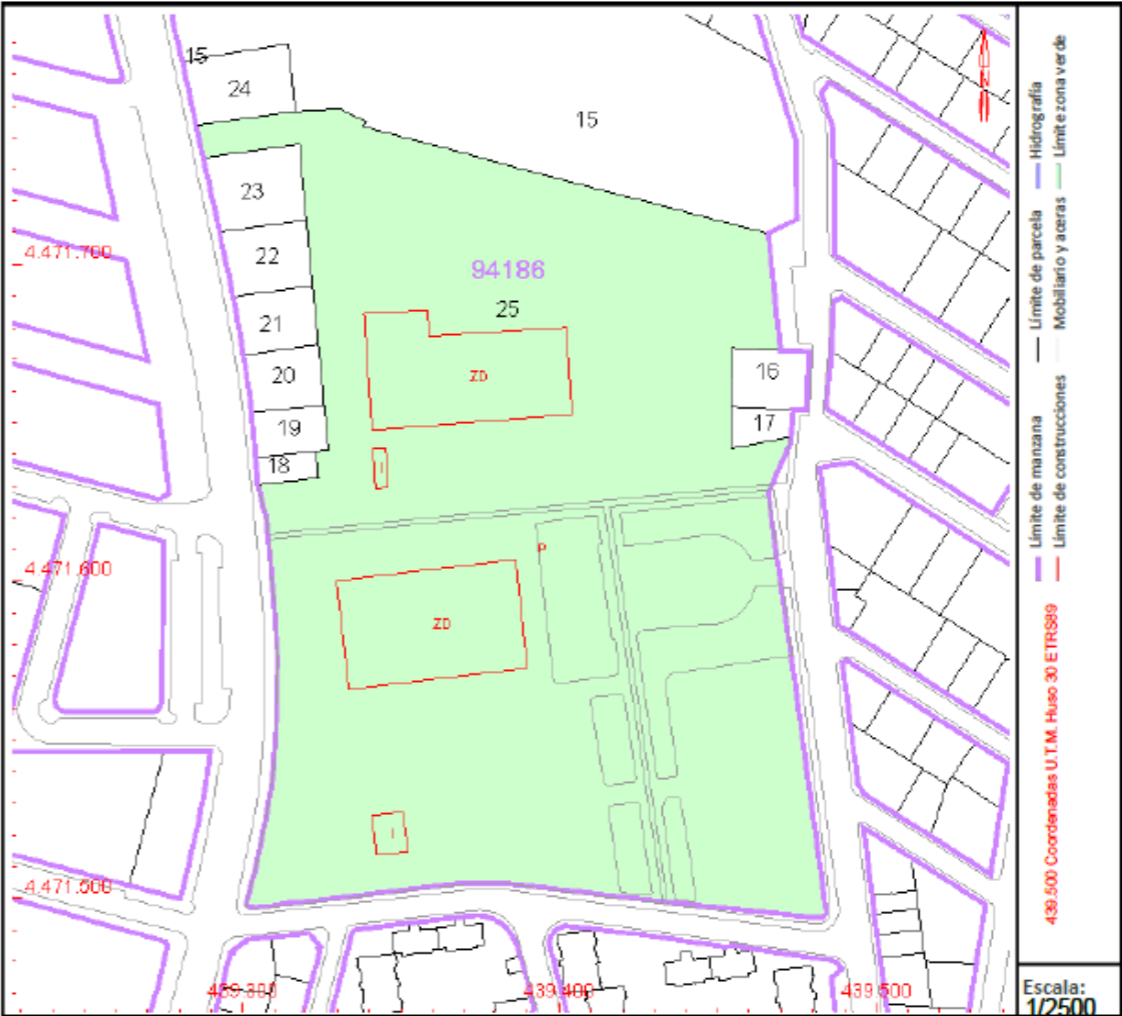 15
24
15
23
22
4.471.700
94186
25
21
20
ZD
16
19
17
18
I
P
4.471.600
ZD
I
4.471.500
439.300
439.400
439.500
Límite de manzana
Límite de parcela
Hidrografía
Límite de construcciones
Mobiliario y aceras
Límite zona verde
439.500 Coordenadas U.T.M. Huso 30 ETRS89
Escala:
1/2500